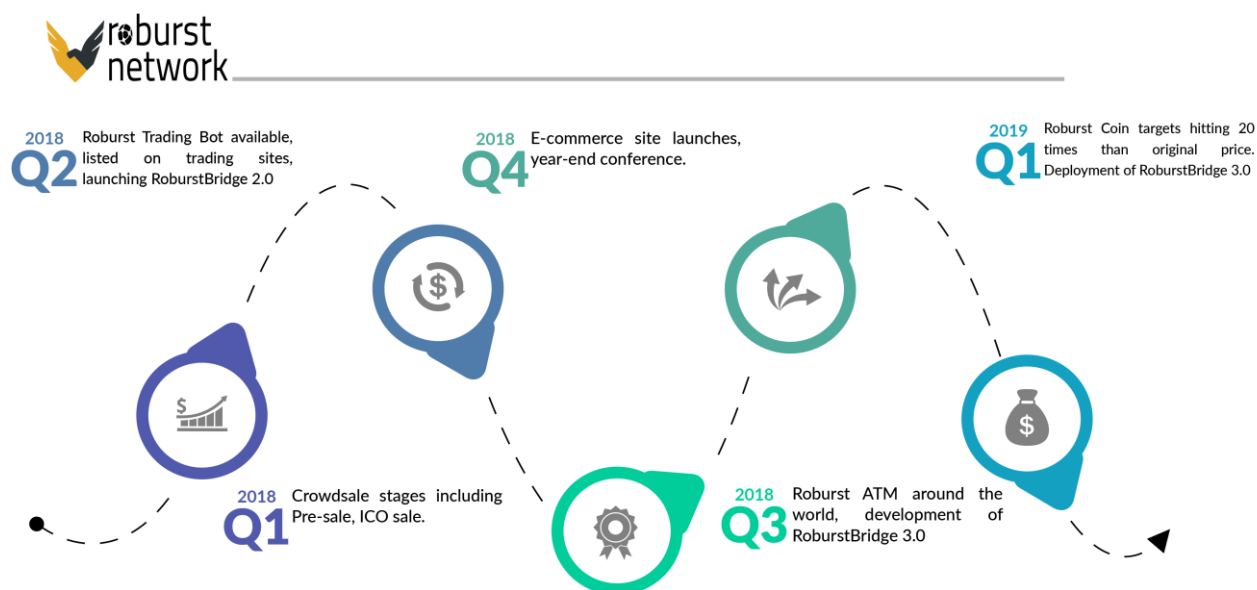 roburst
network
2018
Q2
Roburst Trading Bot available,
listed on trading sites,
launching RoburstBridge 2.0
2018
Q4
E-commerce site launches,
year-end conference.
2019
Q1
Roburst Coin targets hitting 20
times than original price.
Deployment of RoburstBridge 3.0
$
$
$
2018
Q1
Crowdsale stages including
Pre-sale, ICO sale.
2018
Q3
Roburst ATM around the
world, development of
RoburstBridge 3.0